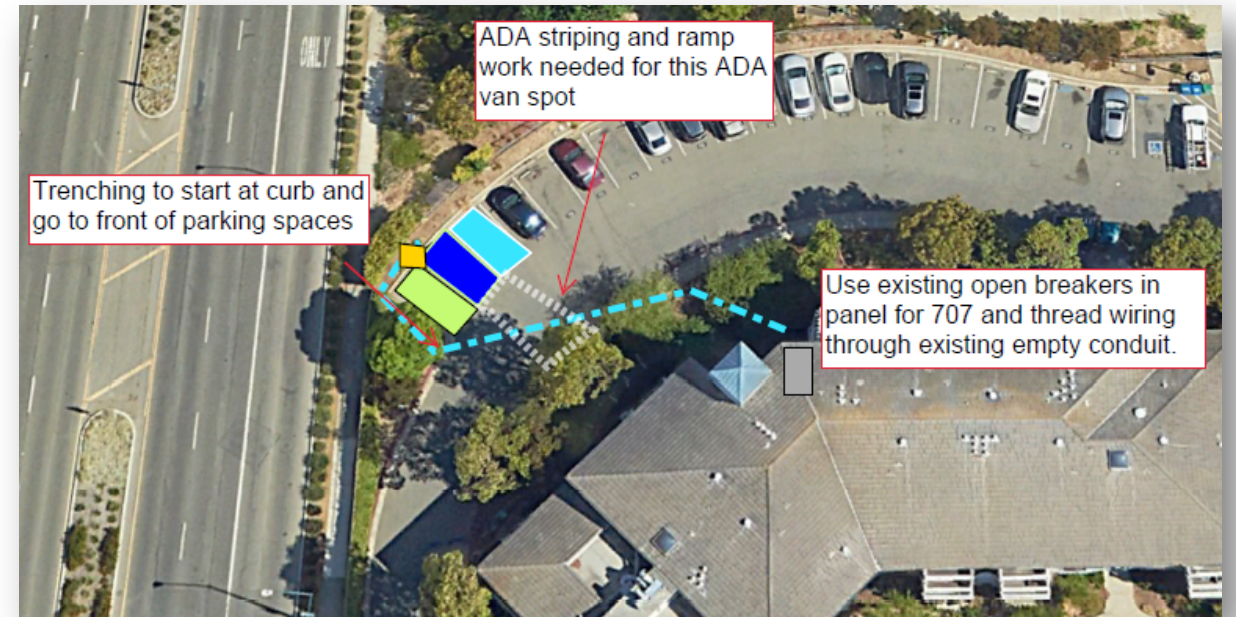 ADA striping and ramp
work needed for this ADA
van spot
ONLY
Trenching to start at curb and
go to front of parking spaces
Use existing open breakers in
panel for 707 and thread wiring
through existing empty conduit.